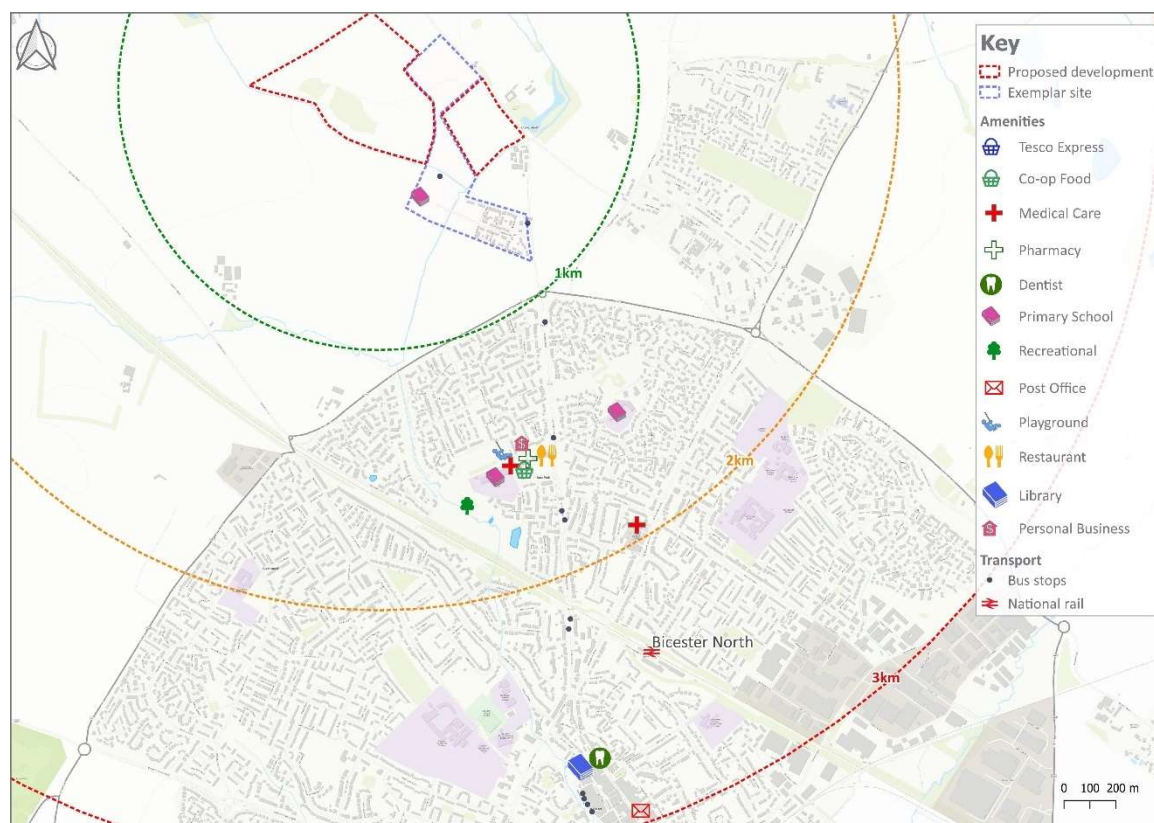 Key
Proposed development
Exemplar site
Amenities
Tesco Express
Co-op Food
Medical Care
Pharmacy
Dentist
Primary School
Recreational
Post Office
Playground
Restaurant
Library
Personal Business
Transport
Bus stops
National rail
1km
2km
Bicester North
3km
0 100 200 m